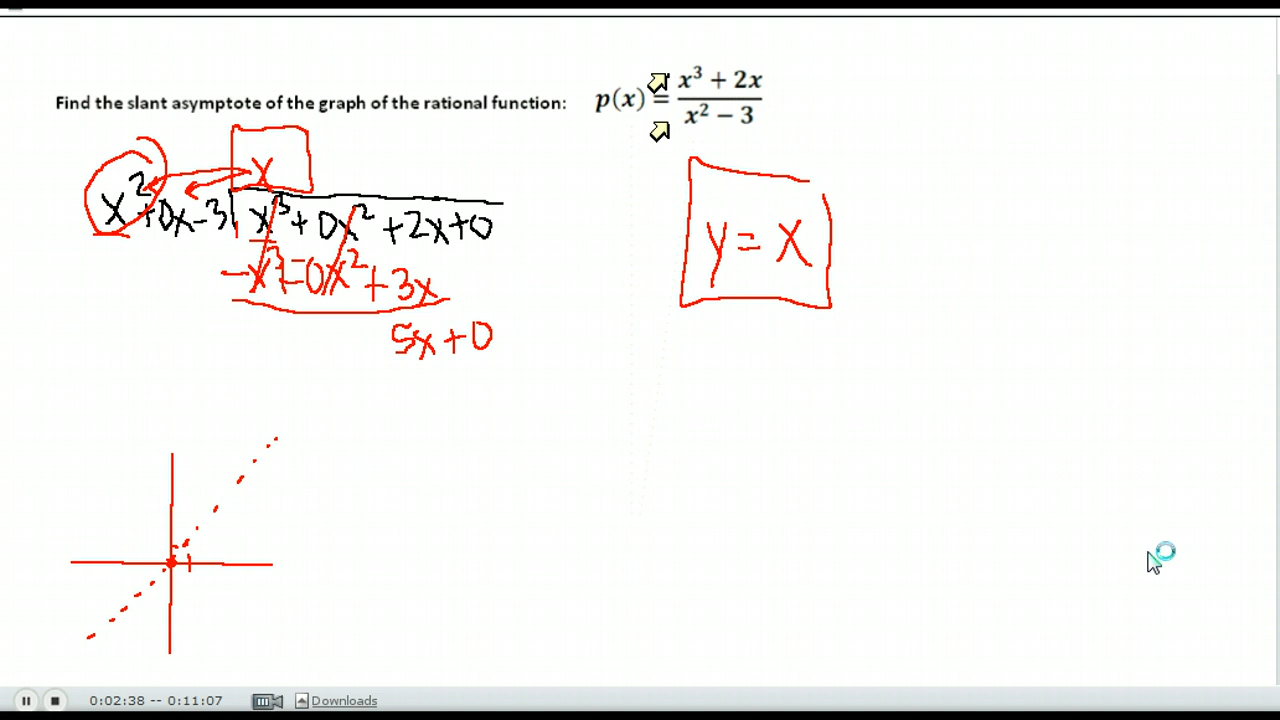 Find the slant asymptote of the graph of the rational function: p(x) = (x³ + 2x)/(x² − 3)
x
x² + 0x − 3 | x³ + 0x² + 2x + 0
− x³ − 0x² + 3x
5x + 0
y = x
0:02:38 -- 0:11:07 Downloads